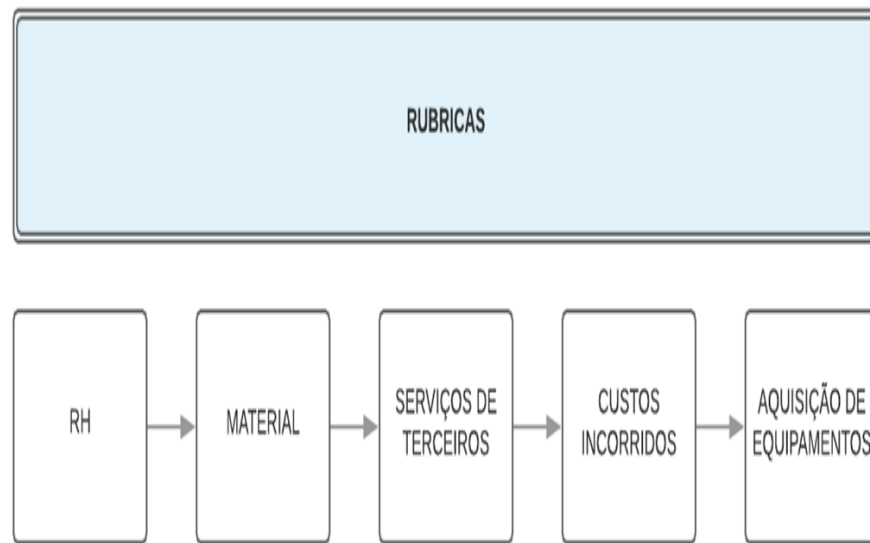 RUBRICAS
RH
MATERIAL
SERVIÇOS DE
TERCEIROS
CUSTOS
INCORRIDOS
AQUISIÇÃO DE
EQUIPAMENTOS